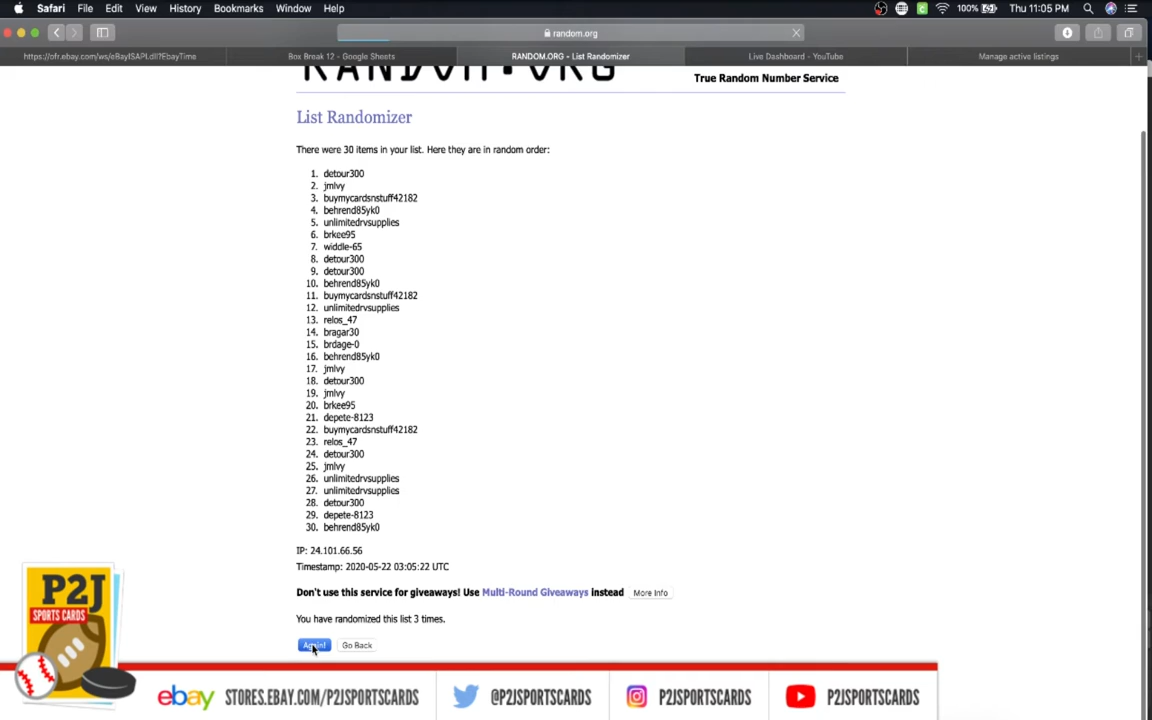 Safari File Edit View History Bookmarks Window Help 100% Thu 11:05 PM
random.org
https://ofr.ebay.com/ws/eBayISAPI.dll?EbayTime Box Break 12 - Google Sheets RANDOM.ORG - List Randomizer Live Dashboard - YouTube Manage active listings
RANDOM.ORG True Random Number Service
List Randomizer
There were 30 items in your list. Here they are in random order:
1. detour300
2. jmlvy
3. buymycardsnstuff42182
4. behrend85yk0
5. unlimitedrvsupplies
6. brkee95
7. widdle-65
8. detour300
9. detour300
10. behrend85yk0
11. buymycardsnstuff42182
12. unlimitedrvsupplies
13. relos_47
14. bragar30
15. brdage-0
16. behrend85yk0
17. jmlvy
18. detour300
19. jmlvy
20. brkee95
21. depete-8123
22. buymycardsnstuff42182
23. relos_47
24. detour300
25. jmlvy
26. unlimitedrvsupplies
27. unlimitedrvsupplies
28. detour300
29. depete-8123
30. behrend85yk0
IP: 24.101.66.56
Timestamp: 2020-05-22 03:05:22 UTC
Don't use this service for giveaways! Use Multi-Round Giveaways instead More Info
You have randomized this list 3 times.
Again! Go Back
P2J
SPORTS CARDS
ebay STORES.EBAY.COM/P2JSPORTSCARDS @P2JSPORTSCARDS P2JSPORTSCARDS P2JSPORTSCARDS